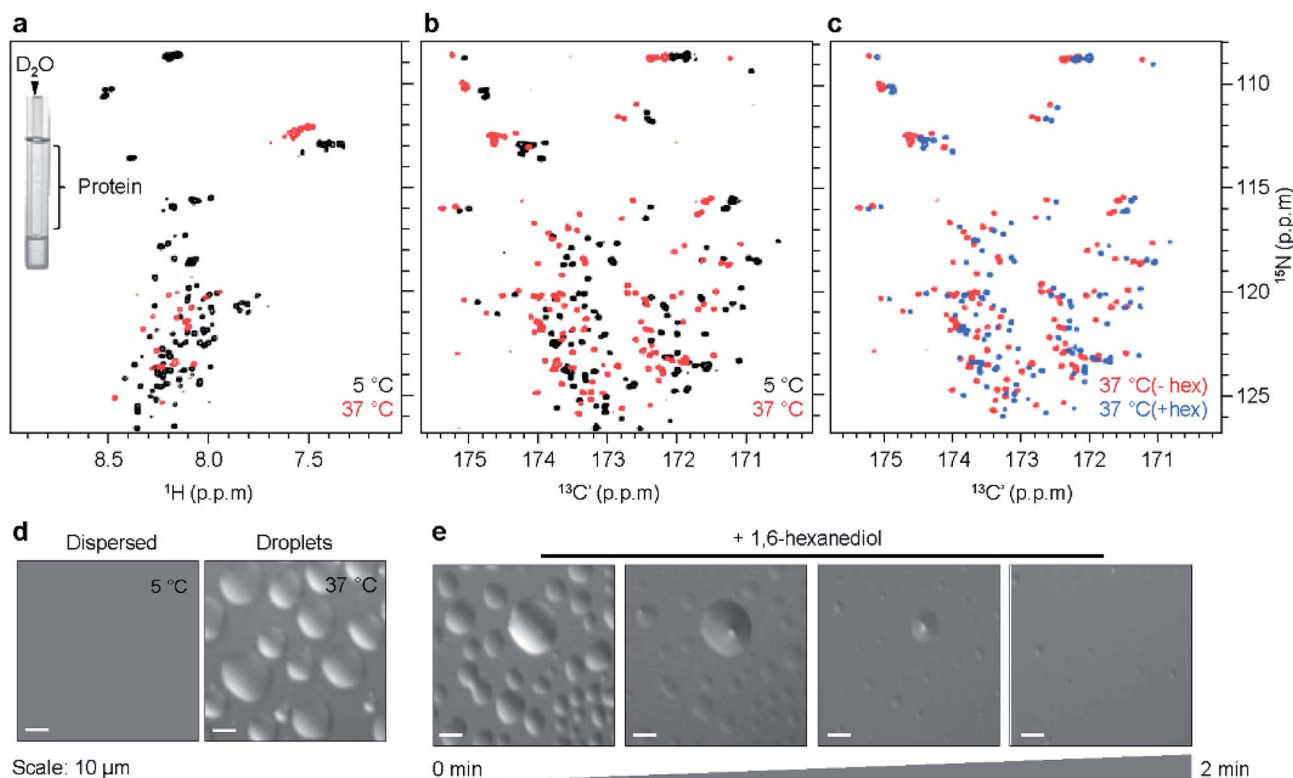 a
D₂O
Protein
5 °C
37 °C
8.5 8.0 7.5
¹H (p.p.m)
b
5 °C
37 °C
175 174 173 172 171
¹³C' (p.p.m)
c
110
115
120
125
¹⁵N (p.p.m)
37 °C(- hex)
37 °C(+hex)
175 174 173 172 171
¹³C' (p.p.m)
d
Dispersed Droplets
5 °C 37 °C
Scale: 10 µm
e
+ 1,6-hexanediol
0 min 2 min